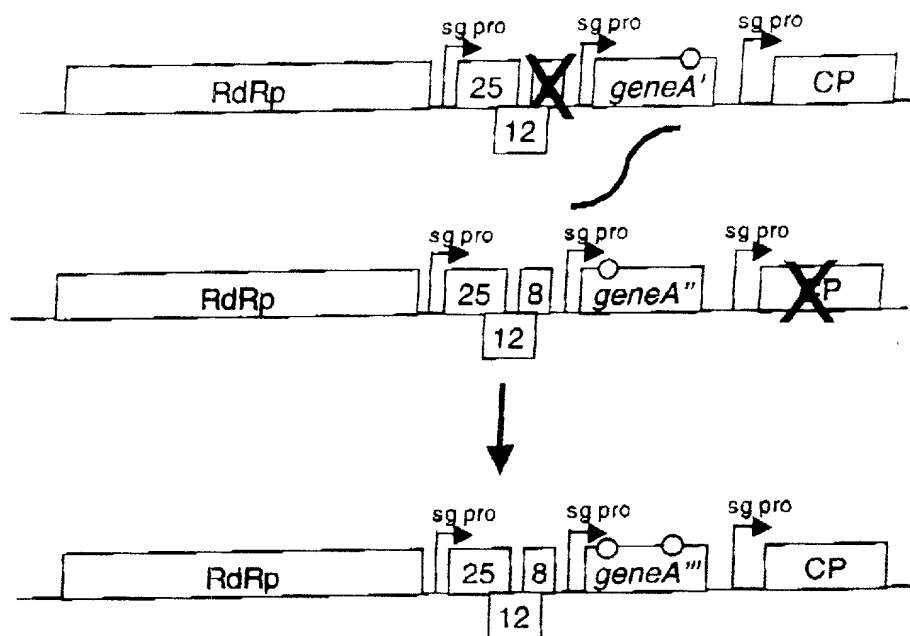 sg pro sg pro sg pro
RdRp 25 geneA' CP
12
sg pro sg pro sg pro
RdRp 25 8 geneA'' P
12
sg pro sg pro sg pro
RdRp 25 8 geneA''' CP
12